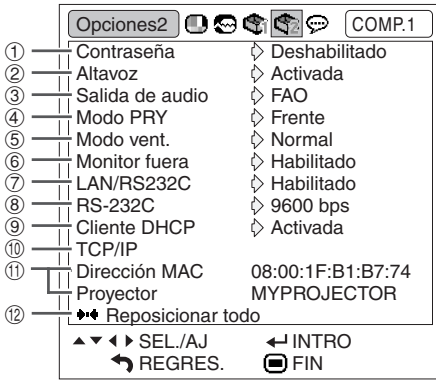 Opciones2 1 2 COMP.1
① Contraseña Deshabilitado
② Altavoz Activada
③ Salida de audio FAO
④ Modo PRY Frente
⑤ Modo vent. Normal
⑥ Monitor fuera Habilitado
⑦ LAN/RS232C Habilitado
⑧ RS-232C 9600 bps
⑨ Cliente DHCP Activada
⑩ TCP/IP
⑪ Dirección MAC 08:00:1F:B1:B7:74
Proyector MYPROJECTOR
⑫ Reposicionar todo
SEL./AJ INTRO
REGRES. FIN